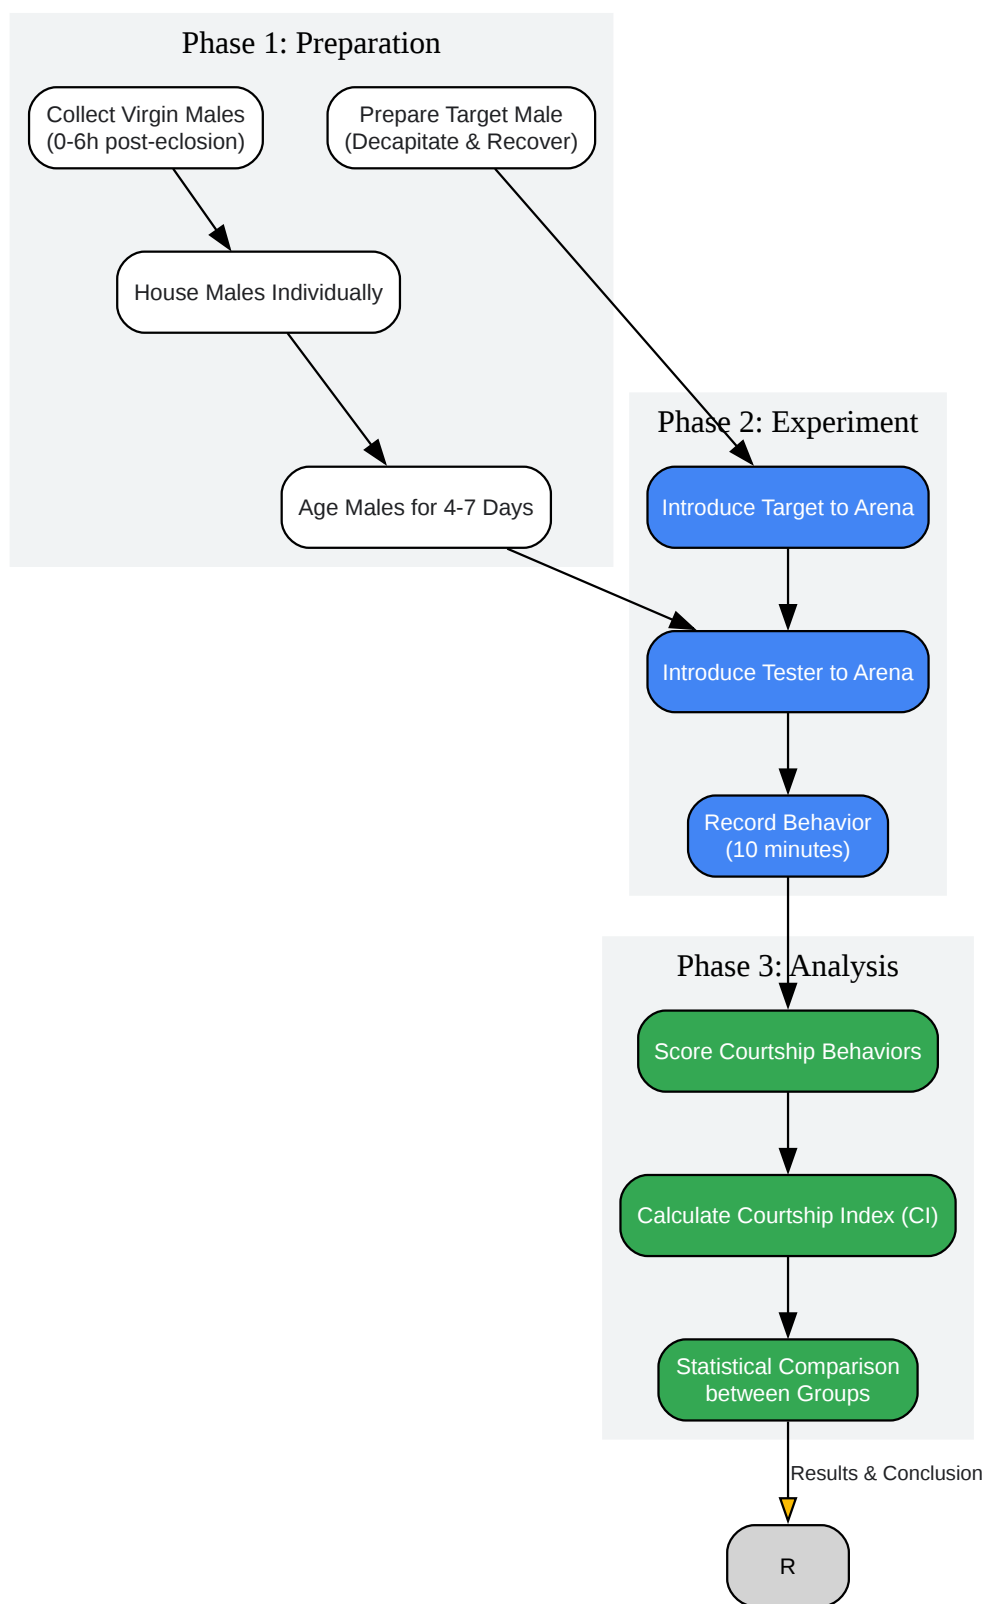 Phase 1: Preparation
Collect Virgin Males
(0-6h post-eclosion)
Prepare Target Male
(Decapitate & Recover)
House Males Individually
Age Males for 4-7 Days
Phase 2: Experiment
Introduce Target to Arena
Introduce Tester to Arena
Record Behavior
(10 minutes)
Phase 3: Analysis
Score Courtship Behaviors
Calculate Courtship Index (CI)
Statistical Comparison
between Groups
Results & Conclusion
R